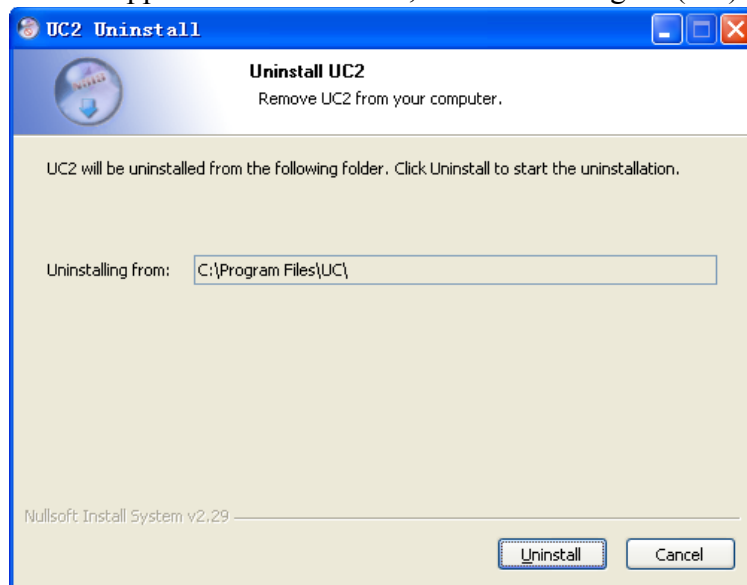 UC2 Uninstall
Uninstall UC2
Remove UC2 from your computer.
UC2 will be uninstalled from the following folder. Click Uninstall to start the uninstallation.
Uninstalling from: C:\Program Files\UC\
Nullsoft Install System v2.29
Uninstall Cancel